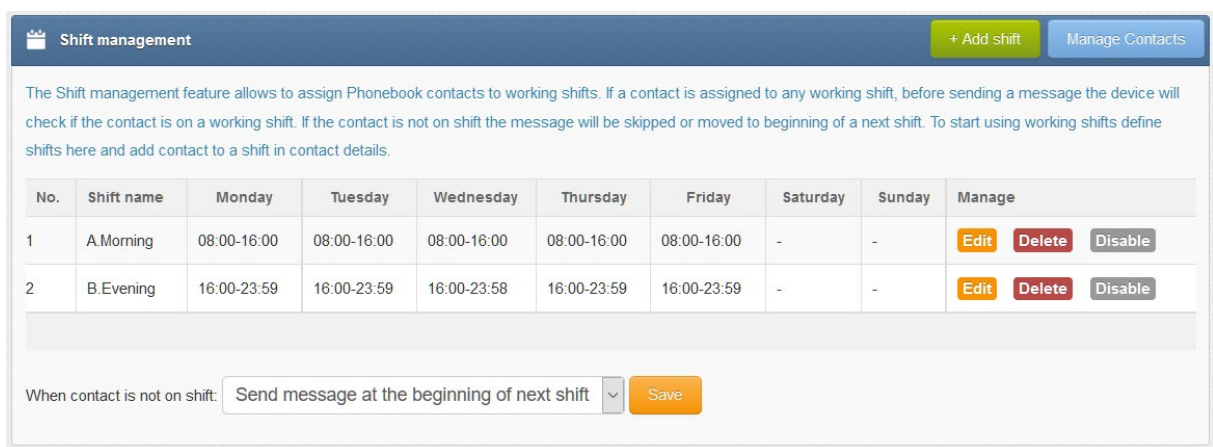 Shift management + Add shift Manage Contacts
The Shift management feature allows to assign Phonebook contacts to working shifts. If a contact is assigned to any working shift, before sending a message the device will
check if the contact is on a working shift. If the contact is not on shift the message will be skipped or moved to beginning of a next shift. To start using working shifts define
shifts here and add contact to a shift in contact details.
No. Shift name Monday Tuesday Wednesday Thursday Friday Saturday Sunday Manage
1 A.Morning 08:00-16:00 08:00-16:00 08:00-16:00 08:00-16:00 08:00-16:00 - - Edit Delete Disable
2 B.Evening 16:00-23:59 16:00-23:59 16:00-23:58 16:00-23:59 16:00-23:59 - - Edit Delete Disable
When contact is not on shift: Send message at the beginning of next shift Save